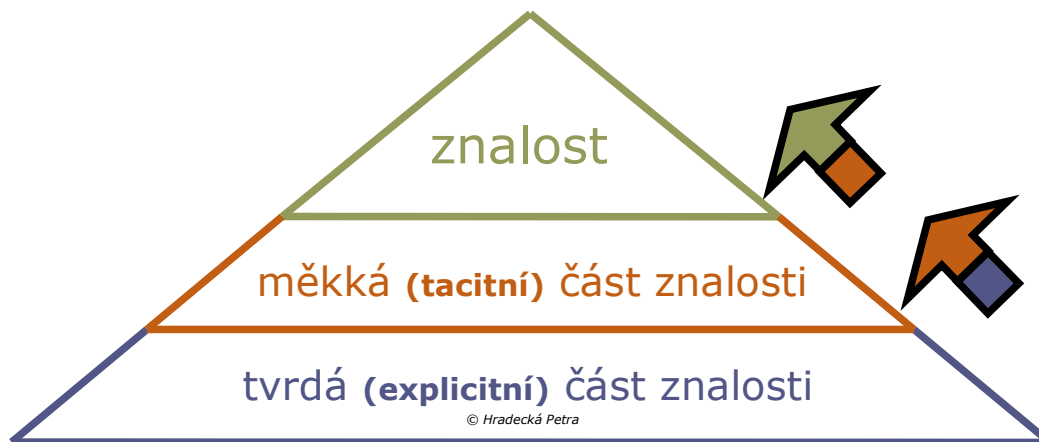 znalost
měkká (tacitní) část znalosti
tvrdá (explicitní) část znalosti
© Hradecká Petra